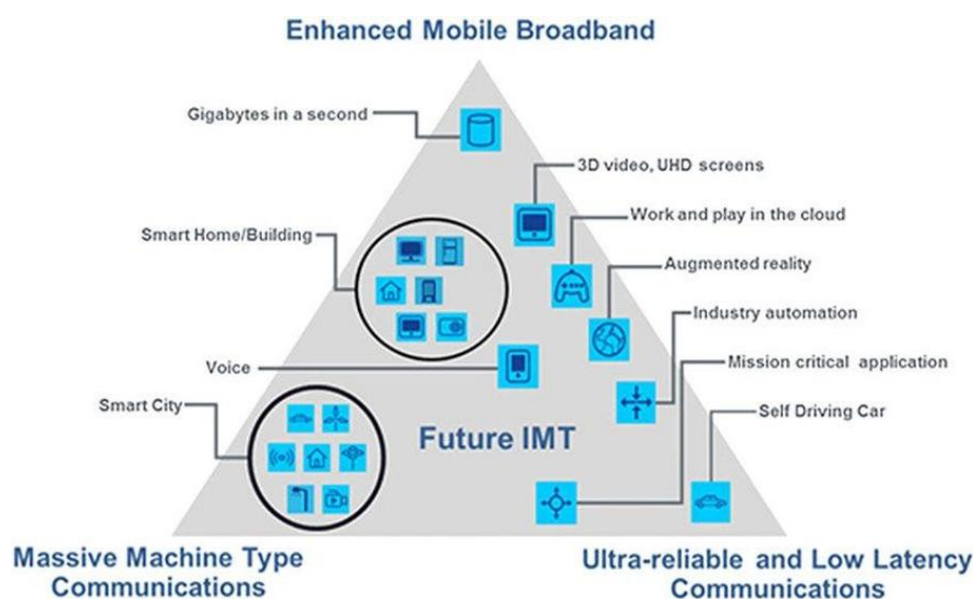 Enhanced Mobile Broadband
Gigabytes in a second
3D video, UHD screens
Work and play in the cloud
Smart Home/Building
Augmented reality
Industry automation
Mission critical application
Voice
Smart City
Self Driving Car
Future IMT
Massive Machine Type
Communications
Ultra-reliable and Low Latency
Communications